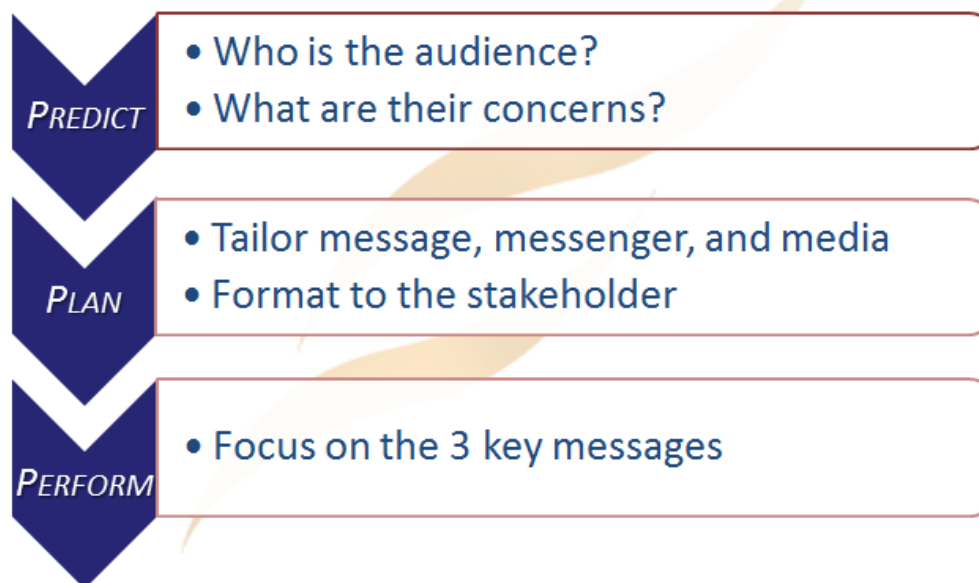 PREDICT
• Who is the audience?
• What are their concerns?
PLAN
• Tailor message, messenger, and media
• Format to the stakeholder
PERFORM
• Focus on the 3 key messages